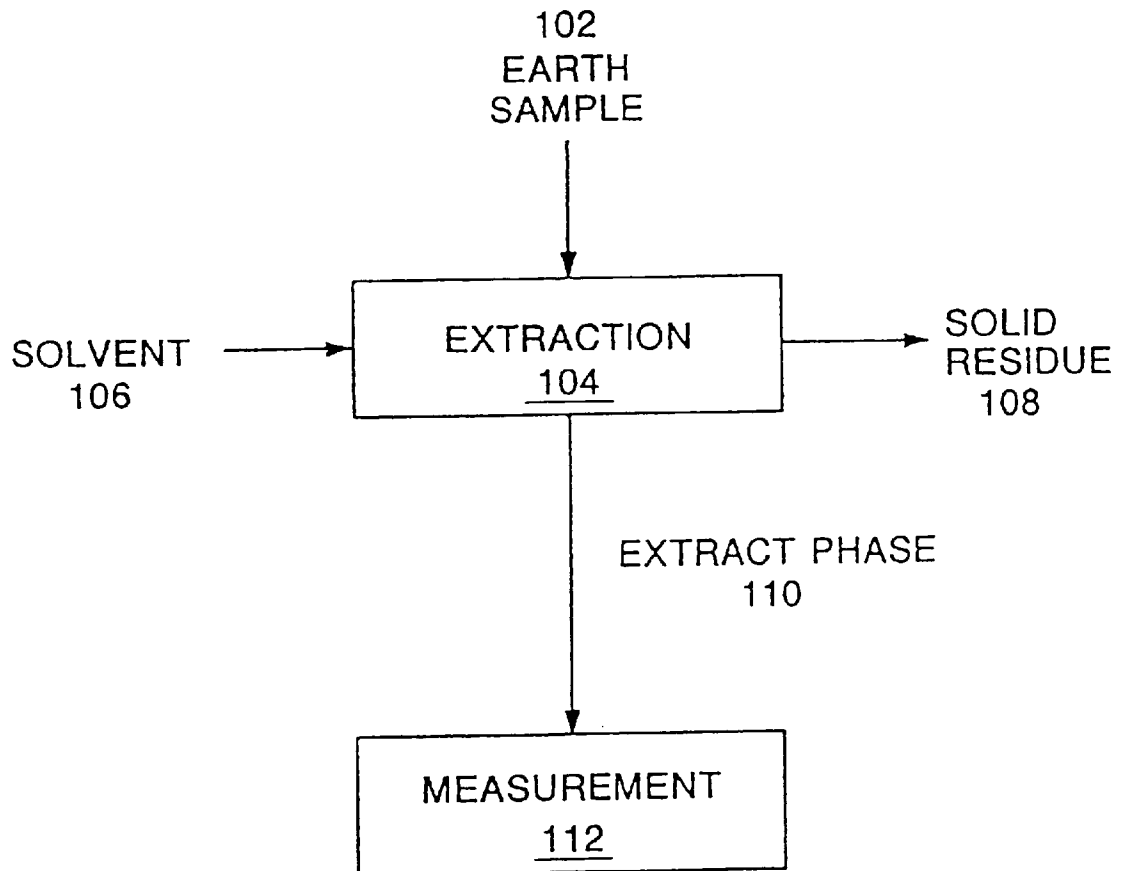 102
EARTH
SAMPLE
EXTRACTION
104
SOLVENT
106
SOLID
RESIDUE
108
EXTRACT PHASE
110
MEASUREMENT
112